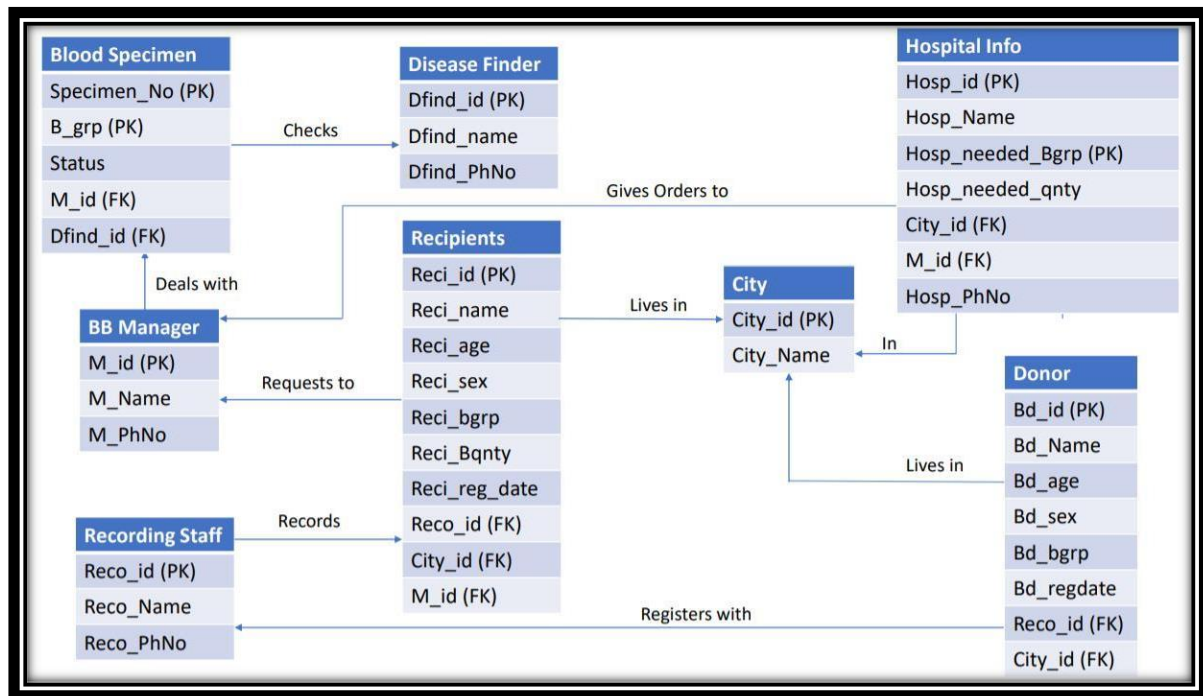 Blood Specimen
Specimen_No (PK)
B_grp (PK)
Status
M_id (FK)
Dfind_id (FK)
Checks
Disease Finder
Dfind_id (PK)
Dfind_name
Dfind_PhNo
Hospital Info
Hosp_id (PK)
Hosp_Name
Hosp_needed_Bgrp (PK)
Hosp_needed_qnty
City_id (FK)
M_id (FK)
Hosp_PhNo
Gives Orders to
Deals with
BB Manager
M_id (PK)
M_Name
M_PhNo
Requests to
Recipients
Reci_id (PK)
Reci_name
Reci_age
Reci_sex
Reci_bgrp
Reci_Bqnty
Reci_reg_date
Reco_id (FK)
City_id (FK)
M_id (FK)
Lives in
City
City_id (PK)
City_Name
In
Donor
Bd_id (PK)
Bd_Name
Bd_age
Bd_sex
Bd_bgrp
Bd_regdate
Reco_id (FK)
City_id (FK)
Lives in
Recording Staff
Reco_id (PK)
Reco_Name
Reco_PhNo
Records
Registers with